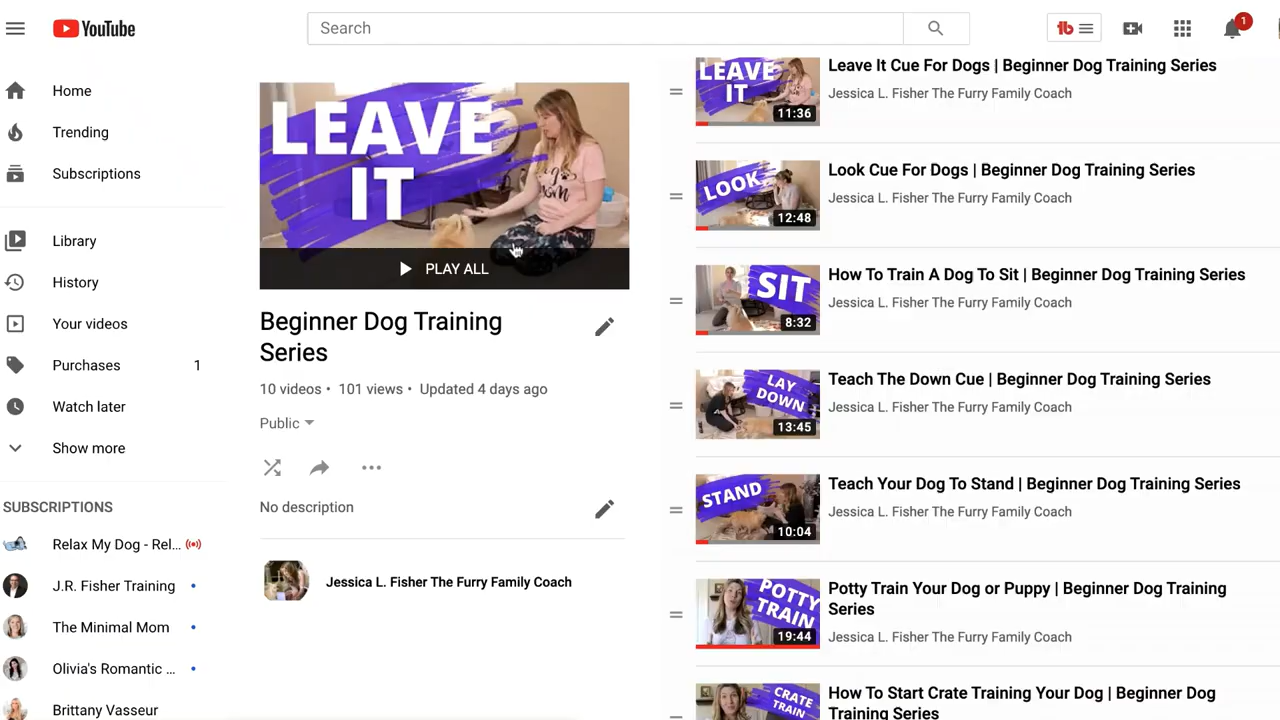 YouTube
Search
1
Home
Trending
Subscriptions
Library
History
Your videos
Purchases 1
Watch later
Show more
SUBSCRIPTIONS
Relax My Dog - Rel...
J.R. Fisher Training
The Minimal Mom
Olivia's Romantic ...
Brittany Vasseur
LEAVE
IT
PLAY ALL
Beginner Dog Training
Series
10 videos • 101 views • Updated 4 days ago
Public
No description
Jessica L. Fisher The Furry Family Coach
LEAVE
IT
11:36
Leave It Cue For Dogs | Beginner Dog Training Series
Jessica L. Fisher The Furry Family Coach
LOOK
12:48
Look Cue For Dogs | Beginner Dog Training Series
Jessica L. Fisher The Furry Family Coach
SIT
8:32
How To Train A Dog To Sit | Beginner Dog Training Series
Jessica L. Fisher The Furry Family Coach
LAY
DOWN
13:45
Teach The Down Cue | Beginner Dog Training Series
Jessica L. Fisher The Furry Family Coach
STAND
10:04
Teach Your Dog To Stand | Beginner Dog Training Series
Jessica L. Fisher The Furry Family Coach
POTTY
TRAIN
19:44
Potty Train Your Dog or Puppy | Beginner Dog Training
Series
Jessica L. Fisher The Furry Family Coach
CRATE
TRAIN
How To Start Crate Training Your Dog | Beginner Dog
Training Series